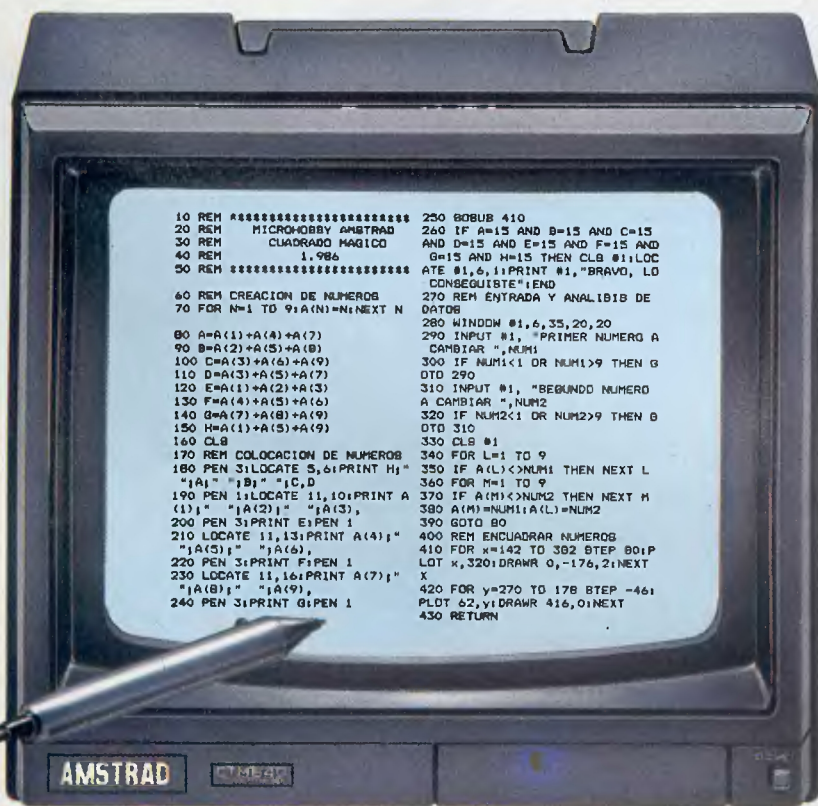 10 REM *************************
20 REM MICROHOBBY AMSTRAD
30 REM CUADRADO MAGICO
40 REM 1.986
50 REM *************************
60 REM CREACION DE NUMEROS
70 FOR N=1 TO 9:A(N)=N:NEXT N
80 A=A(1)+A(4)+A(7)
90 B=A(2)+A(5)+A(8)
100 C=A(3)+A(6)+A(9)
110 D=A(3)+A(5)+A(7)
120 E=A(1)+A(2)+A(3)
130 F=A(4)+A(5)+A(6)
140 G=A(7)+A(8)+A(9)
150 H=A(1)+A(5)+A(9)
160 CLS
170 REM COLOCACION DE NUMEROS
180 PEN 3:LOCATE 5,6:PRINT H;"
";A;" ";B;" ";C,D
190 PEN 1:LOCATE 11,10:PRINT A
(1);" ";A(2);" ";A(3),
200 PEN 3:PRINT E:PEN 1
210 LOCATE 11,13:PRINT A(4);"
";A(5);" ";A(6),
220 PEN 3:PRINT F:PEN 1
230 LOCATE 11,16:PRINT A(7);"
";A(8);" ";A(9),
240 PEN 3:PRINT G:PEN 1
250 GOSUB 410
260 IF A=15 AND B=15 AND C=15
AND D=15 AND E=15 AND F=15 AND
G=15 AND H=15 THEN CLS #1:LOC
ATE #1,6,1:PRINT #1,"BRAVO, LO
CONSEGUISTE":END
270 REM ENTRADA Y ANALISIS DE
DATOS
280 WINDOW #1,6,35,20,20
290 INPUT #1, "PRIMER NUMERO A
CAMBIAR ",NUM1
300 IF NUM1<1 OR NUM1>9 THEN G
OTO 290
310 INPUT #1, "SEGUNDO NUMERO
A CAMBIAR ",NUM2
320 IF NUM2<1 OR NUM2>9 THEN G
OTO 310
330 CLS #1
340 FOR L=1 TO 9
350 IF A(L)<>NUM1 THEN NEXT L
360 FOR M=1 TO 9
370 IF A(M)<>NUM2 THEN NEXT M
380 A(M)=NUM1:A(L)=NUM2
390 GOTO 80
400 REM ENCUADRAR NUMEROS
410 FOR x=142 TO 382 STEP 80:P
LOT x,320:DRAWR 0,-176,2:NEXT
X
420 FOR y=270 TO 178 STEP -46:
PLOT 62,y:DRAWR 416,0:NEXT
430 RETURN
AMSTRAD